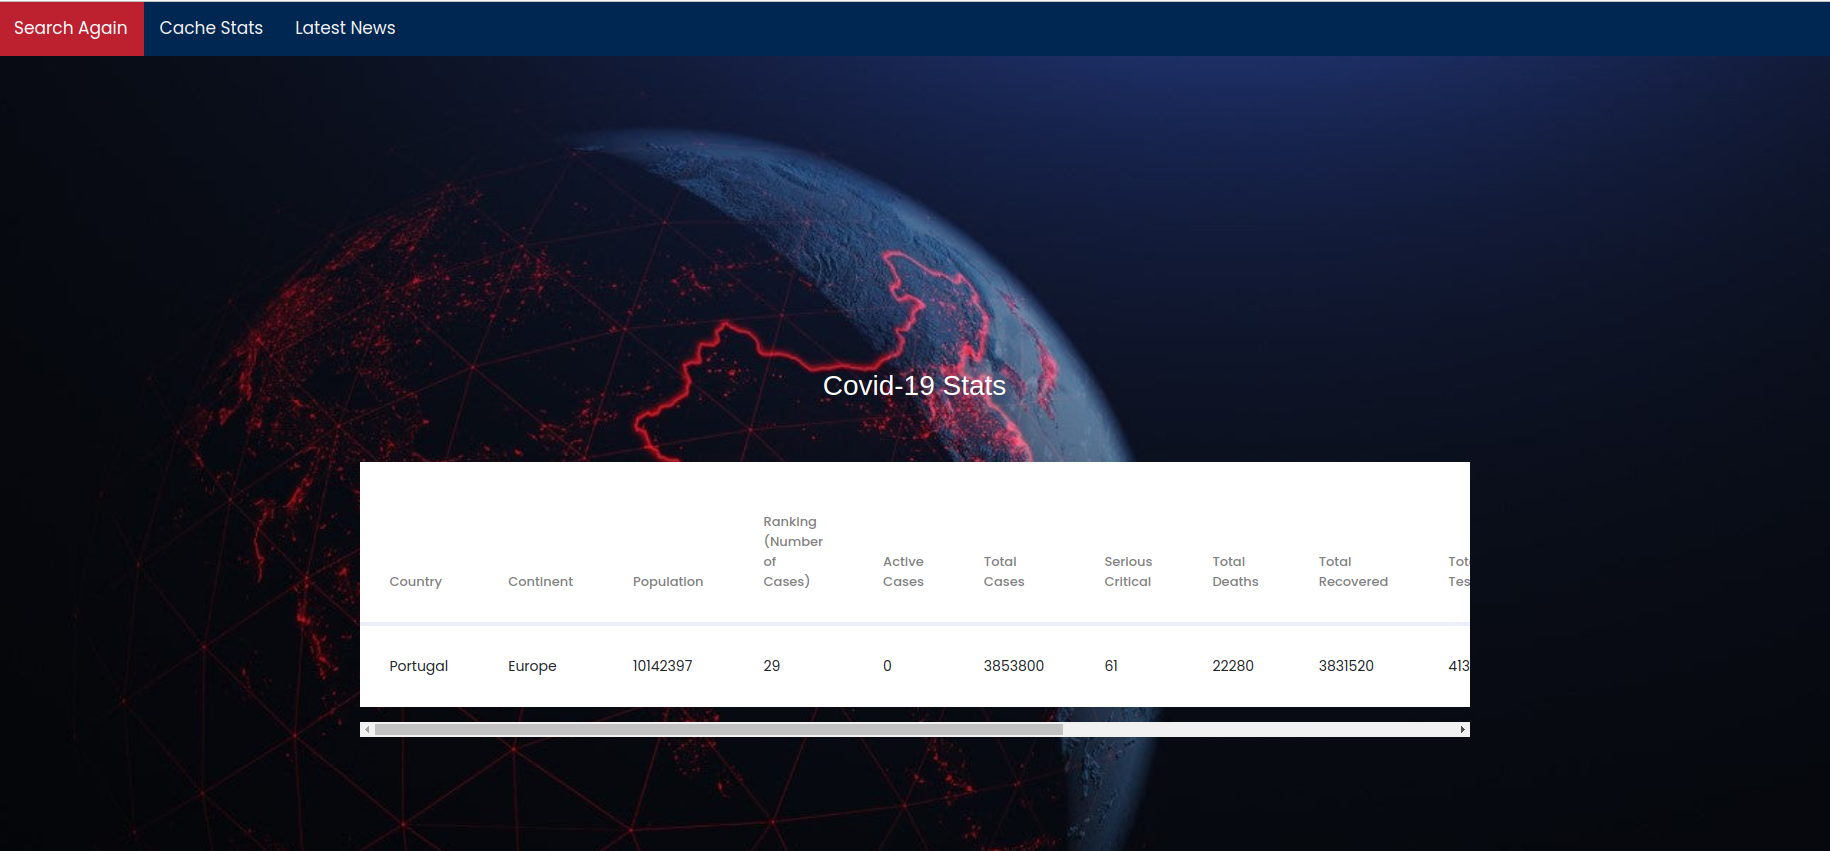 Search Again Cache Stats Latest News
Covid-19 Stats
Ranking
(Number
of Active Total Serious Total Total Tot
Country Continent Population Cases) Cases Cases Critical Deaths Recovered Tes
Portugal Europe 10142397 29 0 3853800 61 22280 3831520 413